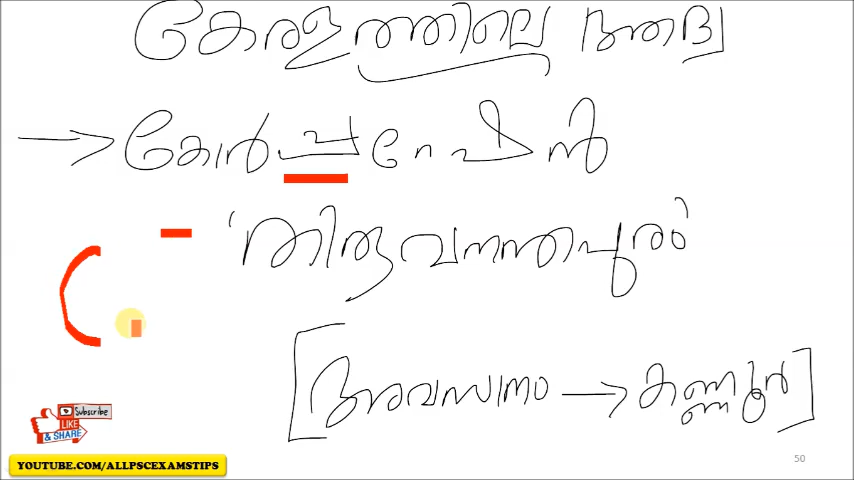 കേരളത്തിലെ ആദ്യ
→ കോർപ്പറേഷൻ
- 'തിരുവനന്തപുരം'
[അവസാനം → കണ്ണൂർ]
Subscribe
LIKE
& SHARE
YOUTUBE.COM/ALLPSCEXAMSTIPS
50